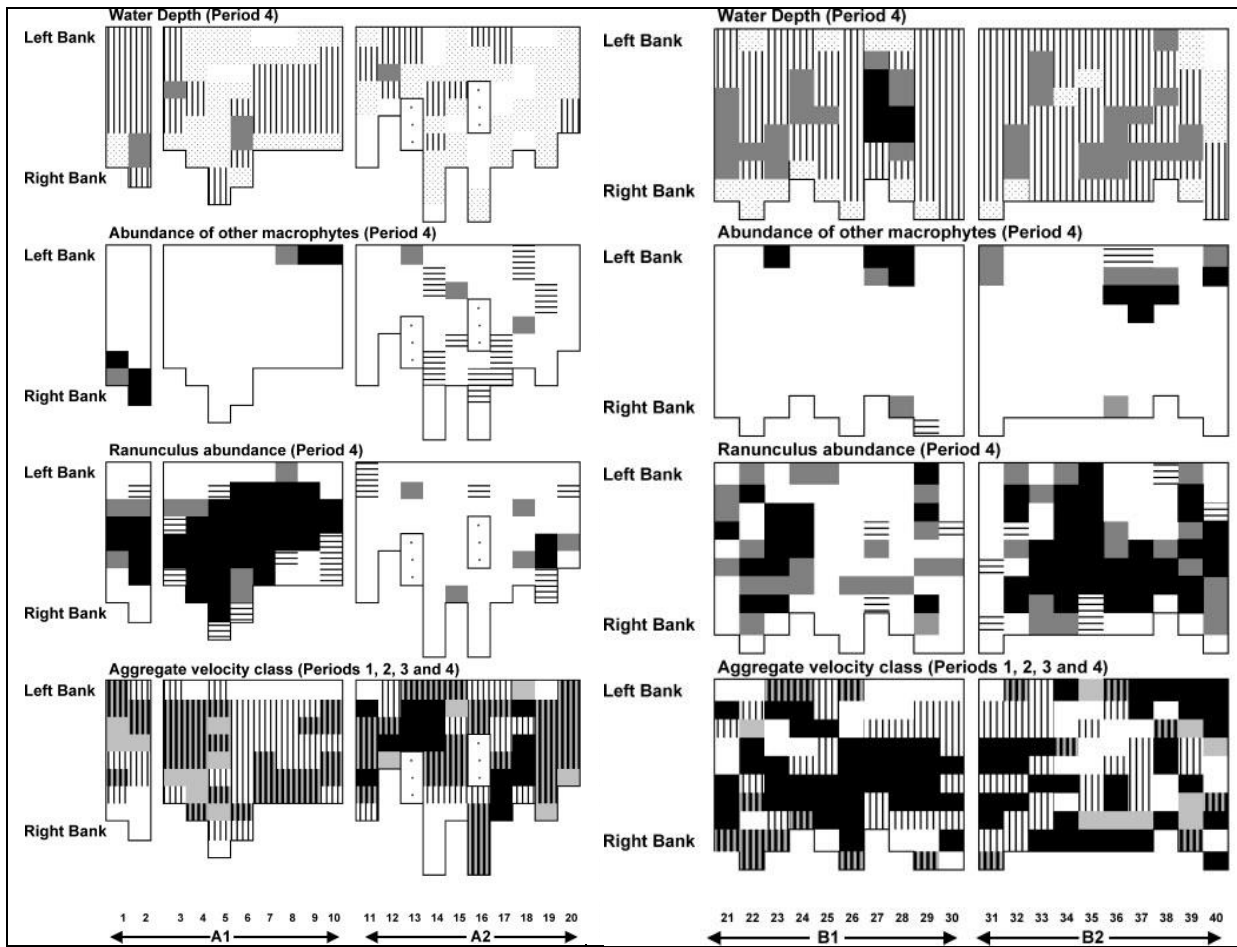 Water Depth (Period 4)
Left Bank
Right Bank
Abundance of other macrophytes (Period 4)
Left Bank
Right Bank
Ranunculus abundance (Period 4)
Left Bank
Right Bank
Aggregate velocity class (Periods 1, 2, 3 and 4)
Left Bank
Right Bank
1 2 3 4 5 6 7 8 9 10 11 12 13 14 15 16 17 18 19 20
A1 A2
Water Depth (Period 4)
Left Bank
Right Bank
Abundance of other macrophytes (Period 4)
Left Bank
Right Bank
Ranunculus abundance (Period 4)
Left Bank
Right Bank
Aggregate velocity class (Periods 1, 2, 3 and 4)
Left Bank
Right Bank
21 22 23 24 25 26 27 28 29 30 31 32 33 34 35 36 37 38 39 40
B1 B2